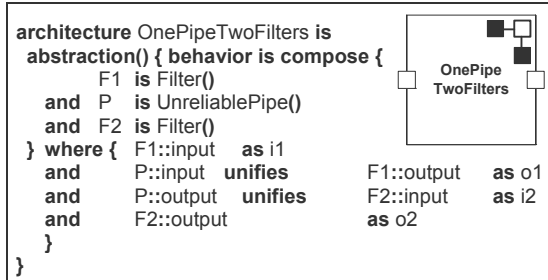 architecture OnePipeTwoFilters is
abstraction() { behavior is compose {
F1 is Filter()
and P is UnreliablePipe()
and F2 is Filter()
} where { F1::input as i1
and P::input unifies F1::output as o1
and P::output unifies F2::input as i2
and F2::output as o2
}
}
OnePipe
TwoFilters